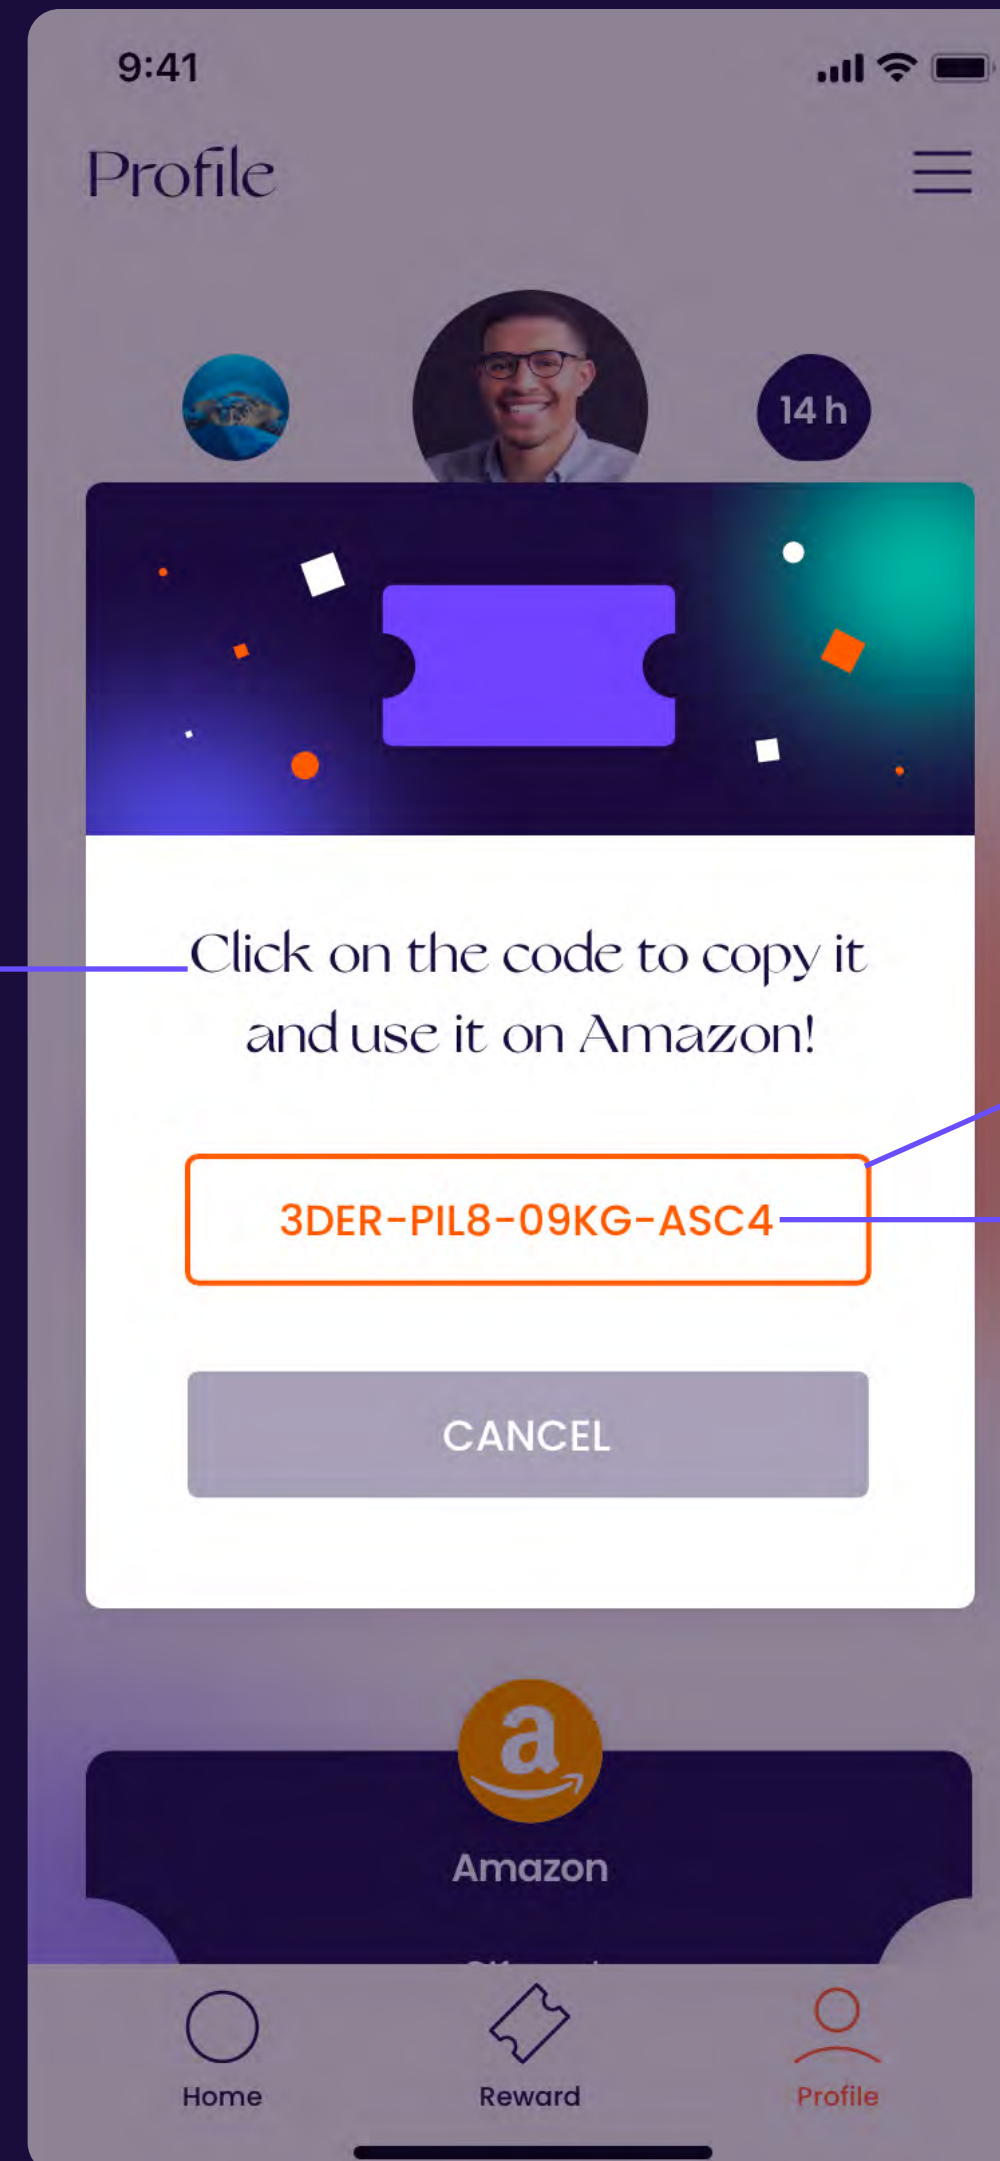 9:41
Profile
14 h
Click on the code to copy it
and use it on Amazon!
3DER-PIL8-09KG-ASC4
CANCEL
a
Amazon
Home
Reward
Profile